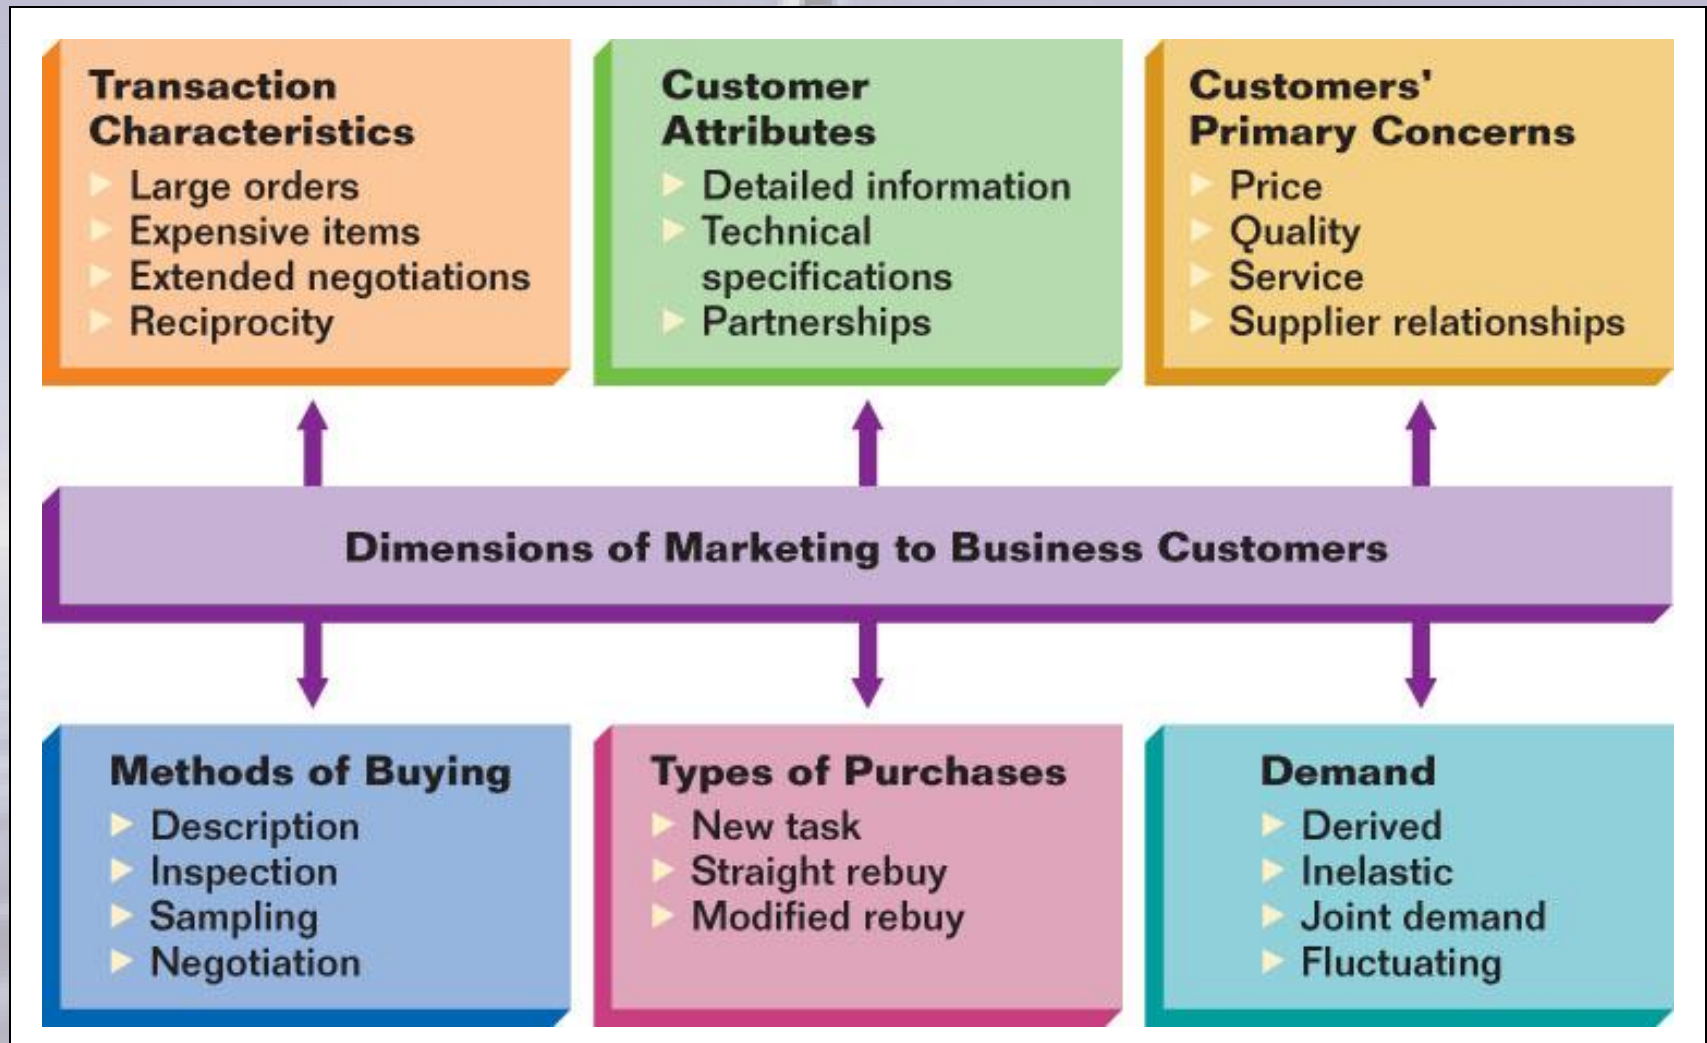 Transaction
Characteristics
Large orders
Expensive items
Extended negotiations
Reciprocity
Customer
Attributes
Detailed information
Technical
specifications
Partnerships
Customers'
Primary Concerns
Price
Quality
Service
Supplier relationships
Dimensions of Marketing to Business Customers
Methods of Buying
Description
Inspection
Sampling
Negotiation
Types of Purchases
New task
Straight rebuy
Modified rebuy
Demand
Derived
Inelastic
Joint demand
Fluctuating